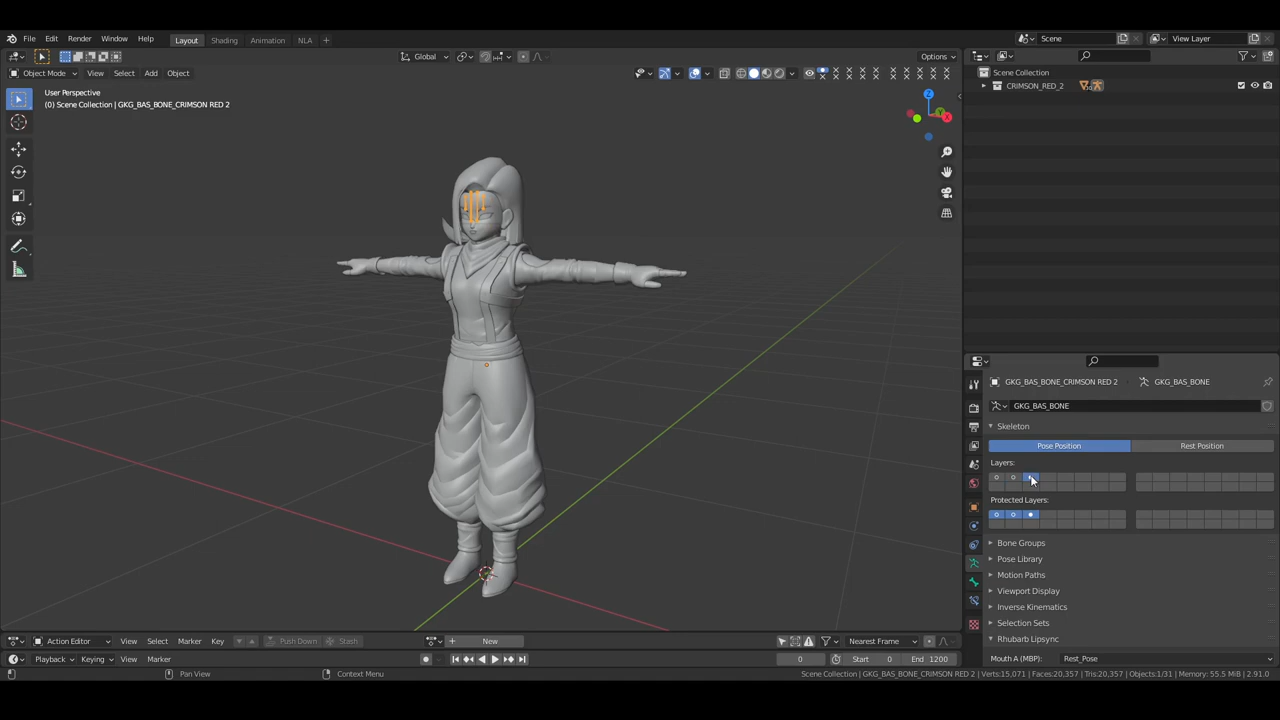 File Edit Render Window Help Layout Shading Animation NLA + Scene View Layer
Global Options
Object Mode View Select Add Object
User Perspective
(0) Scene Collection | GKG_BAS_BONE_CRIMSON RED 2
Z
Y
X
Scene Collection
CRIMSON_RED_2
GKG_BAS_BONE_CRIMSON RED 2 GKG_BAS_BONE
GKG_BAS_BONE
Skeleton
Pose Position Rest Position
Layers:
Protected Layers:
Bone Groups
Pose Library
Motion Paths
Viewport Display
Inverse Kinematics
Selection Sets
Rhubarb Lipsync
Mouth A (MBP): Rest_Pose
Action Editor View Select Marker Key Push Down Stash + New Nearest Frame
Playback Keying View Marker 0 Start 0 End 1200
Pan View Context Menu Scene Collection | GKG_BAS_BONE_CRIMSON RED 2 | Verts:15,071 | Faces:20,357 | Tris:20,357 | Objects:1/31 | Memory: 55.5 MiB | 2.91.0